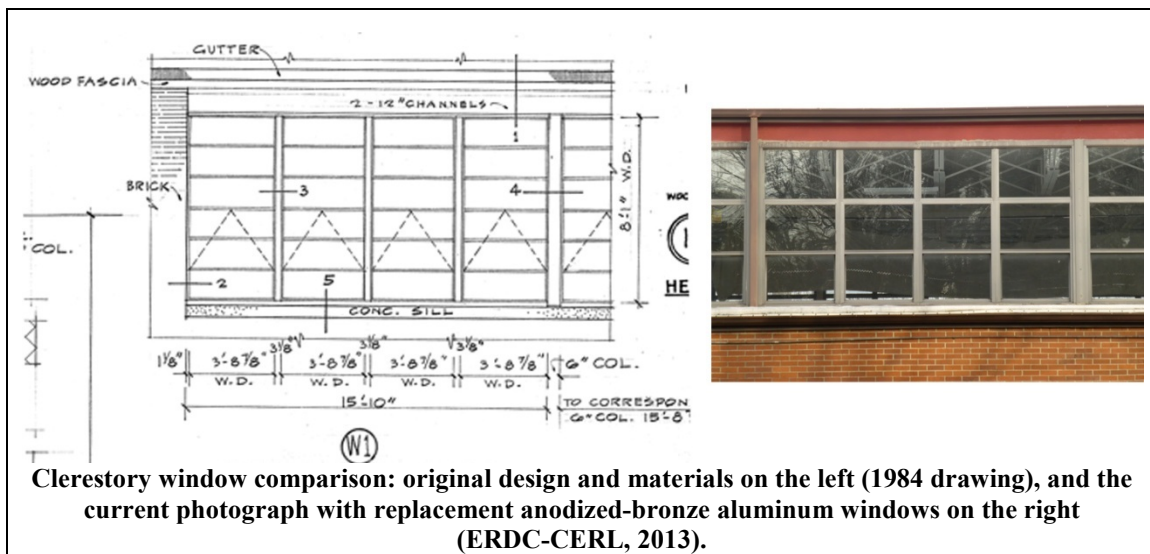 GUTTER
WOOD FASCIA
2 - 12" CHANNELS
1
BRICK
3
4
8'-1" W.D.
WOO
COL.
2
5
HE
CONC. SILL
3 1/8" 3 1/8" 3 1/8"
1 1/8" 3'-8 7/8" 3'-8 7/8" 3'-8 7/8" 3'-8 7/8" 6" COL.
W.D. W.D. W.D. W.D.
15'-10" TO CORRESPON
6" COL. 15'-8"
W1
Clerestory window comparison: original design and materials on the left (1984 drawing), and the
current photograph with replacement anodized-bronze aluminum windows on the right
(ERDC-CERL, 2013).